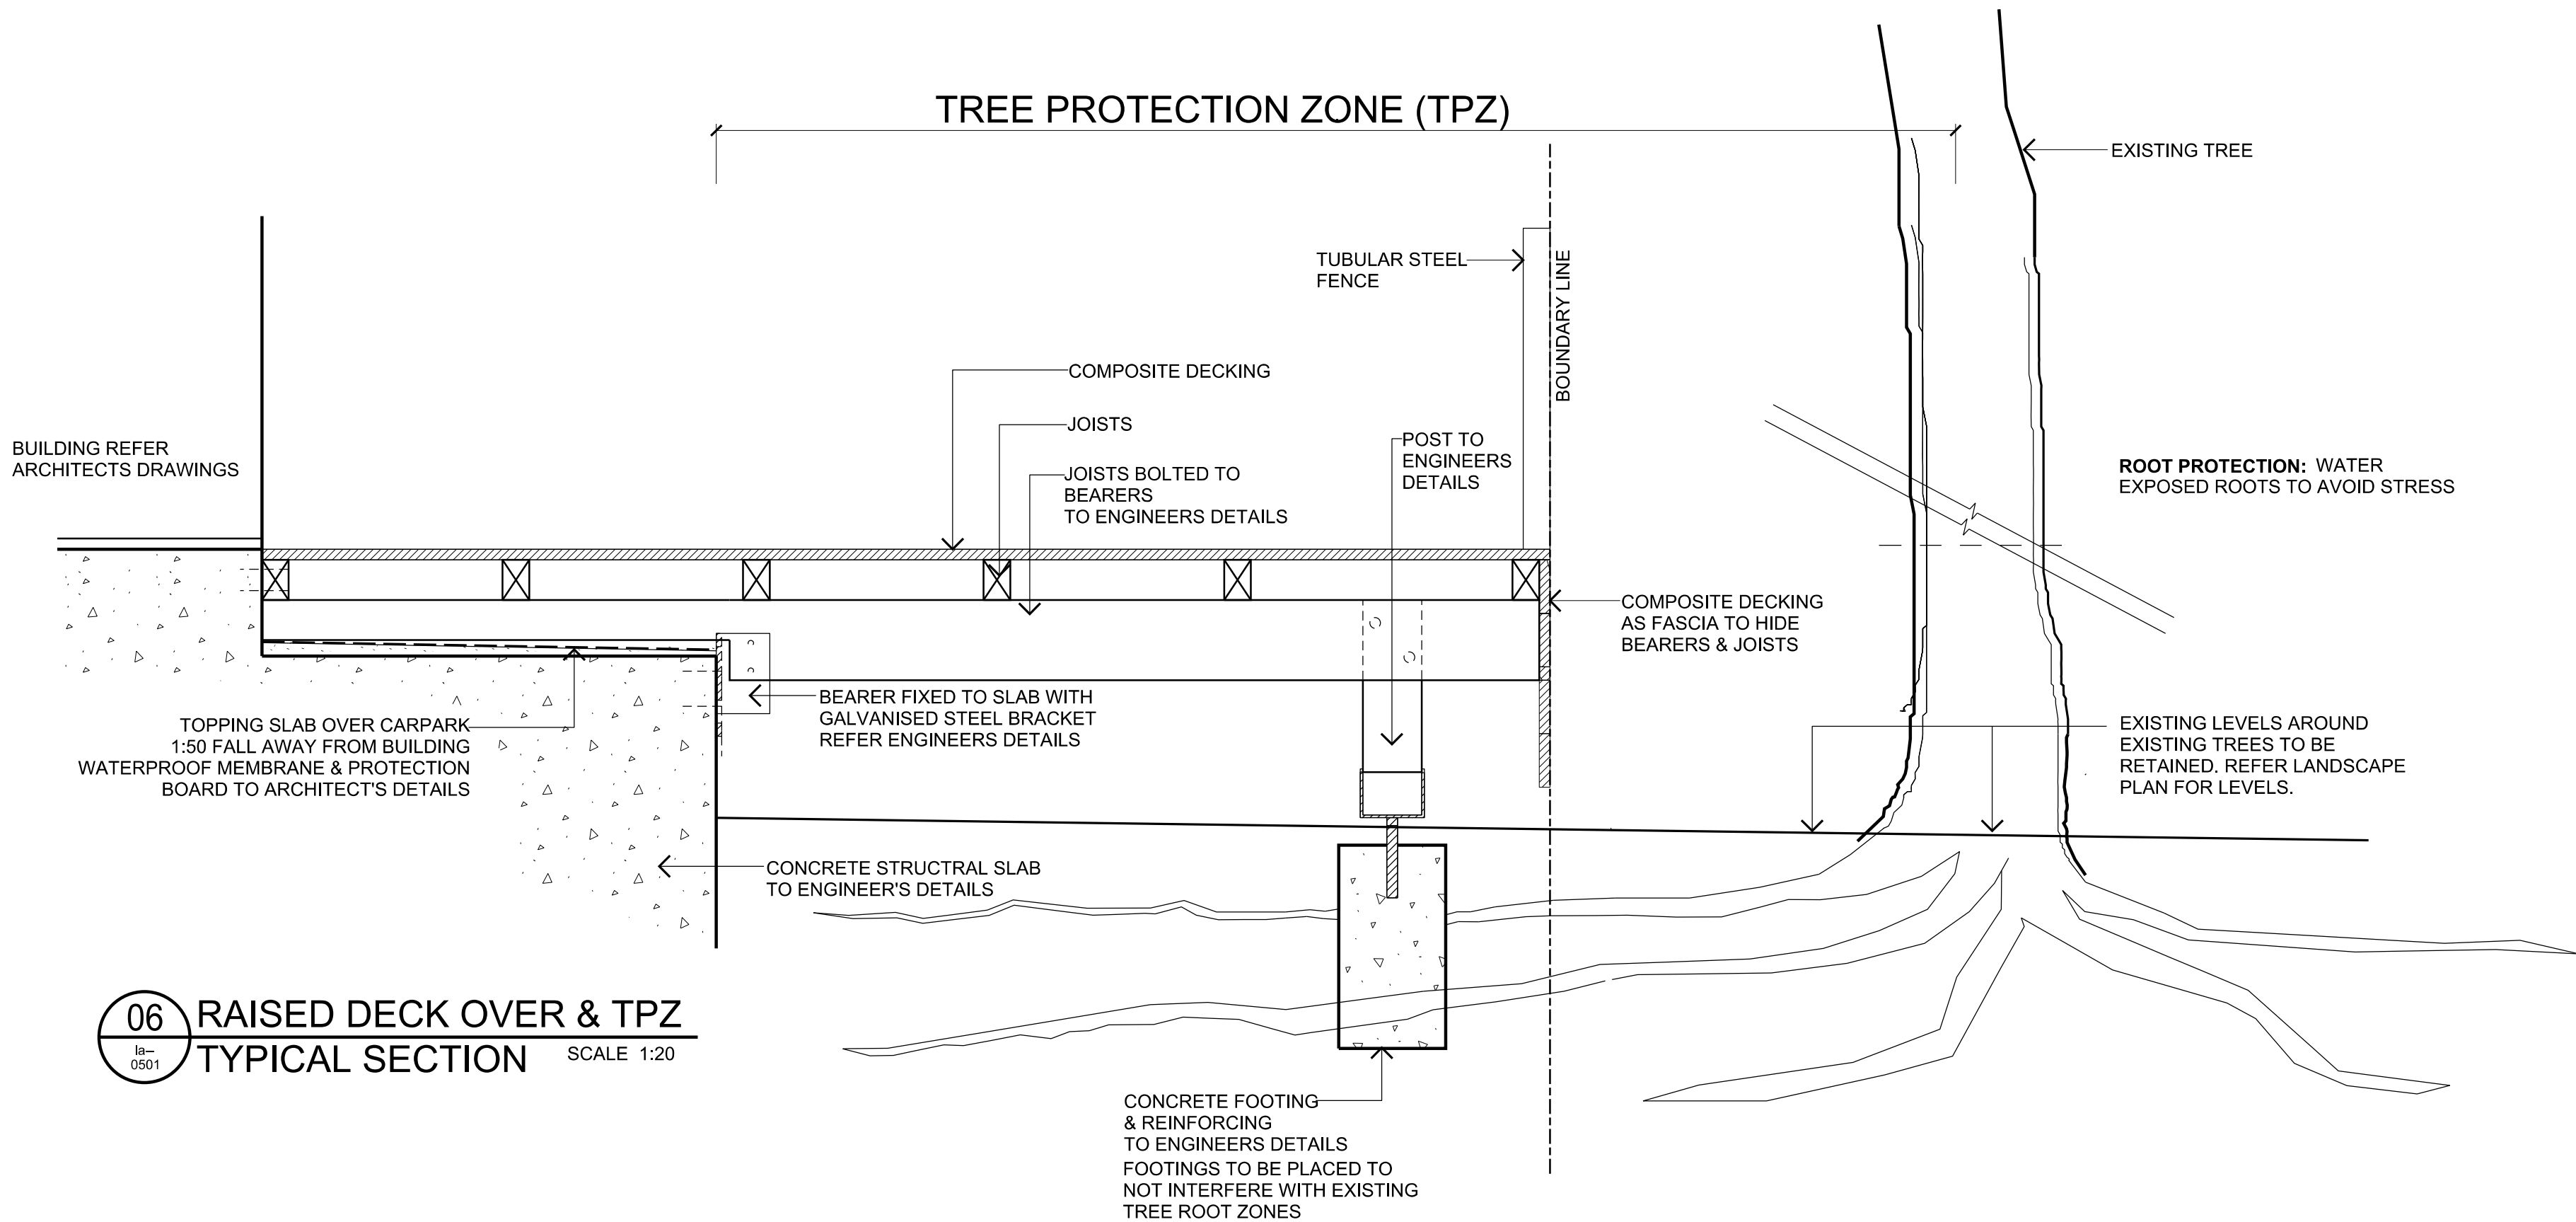 TREE PROTECTION ZONE (TPZ)
EXISTING TREE
TUBULAR STEEL
FENCE
BOUNDARY LINE
COMPOSITE DECKING
JOISTS
JOISTS BOLTED TO
BEARERS
TO ENGINEERS DETAILS
POST TO
ENGINEERS
DETAILS
BUILDING REFER
ARCHITECTS DRAWINGS
ROOT PROTECTION: WATER
EXPOSED ROOTS TO AVOID STRESS
COMPOSITE DECKING
AS FASCIA TO HIDE
BEARERS & JOISTS
BEARER FIXED TO SLAB WITH
GALVANISED STEEL BRACKET
REFER ENGINEERS DETAILS
TOPPING SLAB OVER CARPARK
1:50 FALL AWAY FROM BUILDING
WATERPROOF MEMBRANE & PROTECTION
BOARD TO ARCHITECT'S DETAILS
EXISTING LEVELS AROUND
EXISTING TREES TO BE
RETAINED. REFER LANDSCAPE
PLAN FOR LEVELS.
CONCRETE STRUCTRAL SLAB
TO ENGINEER'S DETAILS
06
la–
0501
RAISED DECK OVER & TPZ
TYPICAL SECTION SCALE 1:20
CONCRETE FOOTING
& REINFORCING
TO ENGINEERS DETAILS
FOOTINGS TO BE PLACED TO
NOT INTERFERE WITH EXISTING
TREE ROOT ZONES